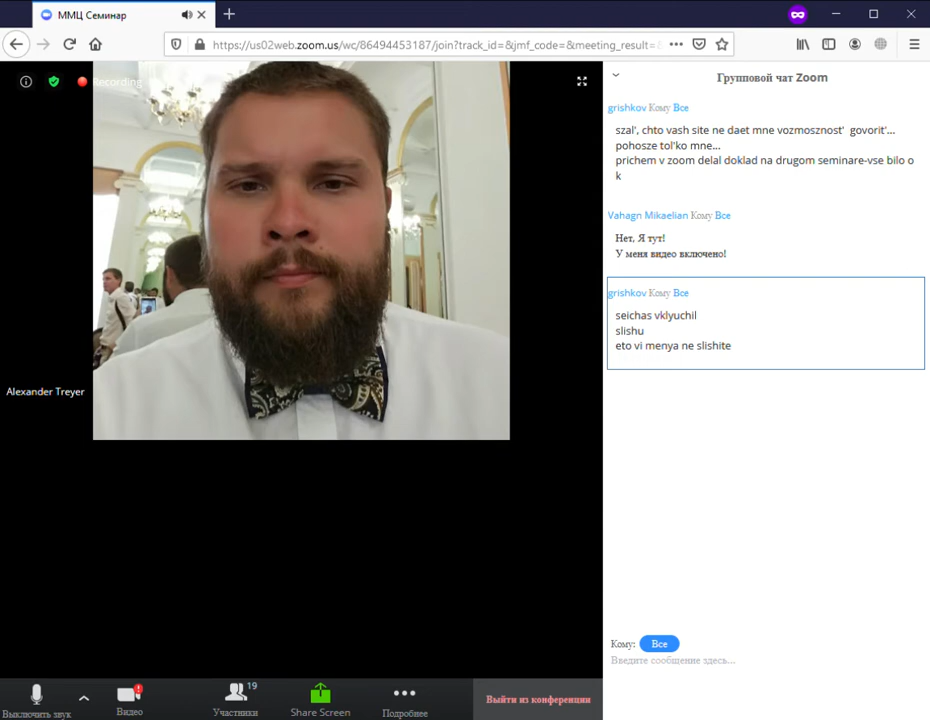 ММЦ Семинар
https://us02web.zoom.us/wc/86494453187/join?track_id=&jmf_code=&meeting_result=
Recording
Групповой чат Zoom
grishkov Кому Все
szal', chto vash site ne daet mne vozmosznost' govorit'...
pohosze tol'ko mne...
prichem v zoom delal doklad na drugom seminare-vse bilo o
k
Vahagn Mikaelian Кому Все
Нет, Я тут!
У меня видео включено!
grishkov Кому Все
seichas vklyuchil
slishu
eto vi menya ne slishite
Alexander Treyer
Кому: Все
Введите сообщение здесь...
19
Выключить звук
Видео
Участники
Share Screen
Подробнее
Выйти из конференции